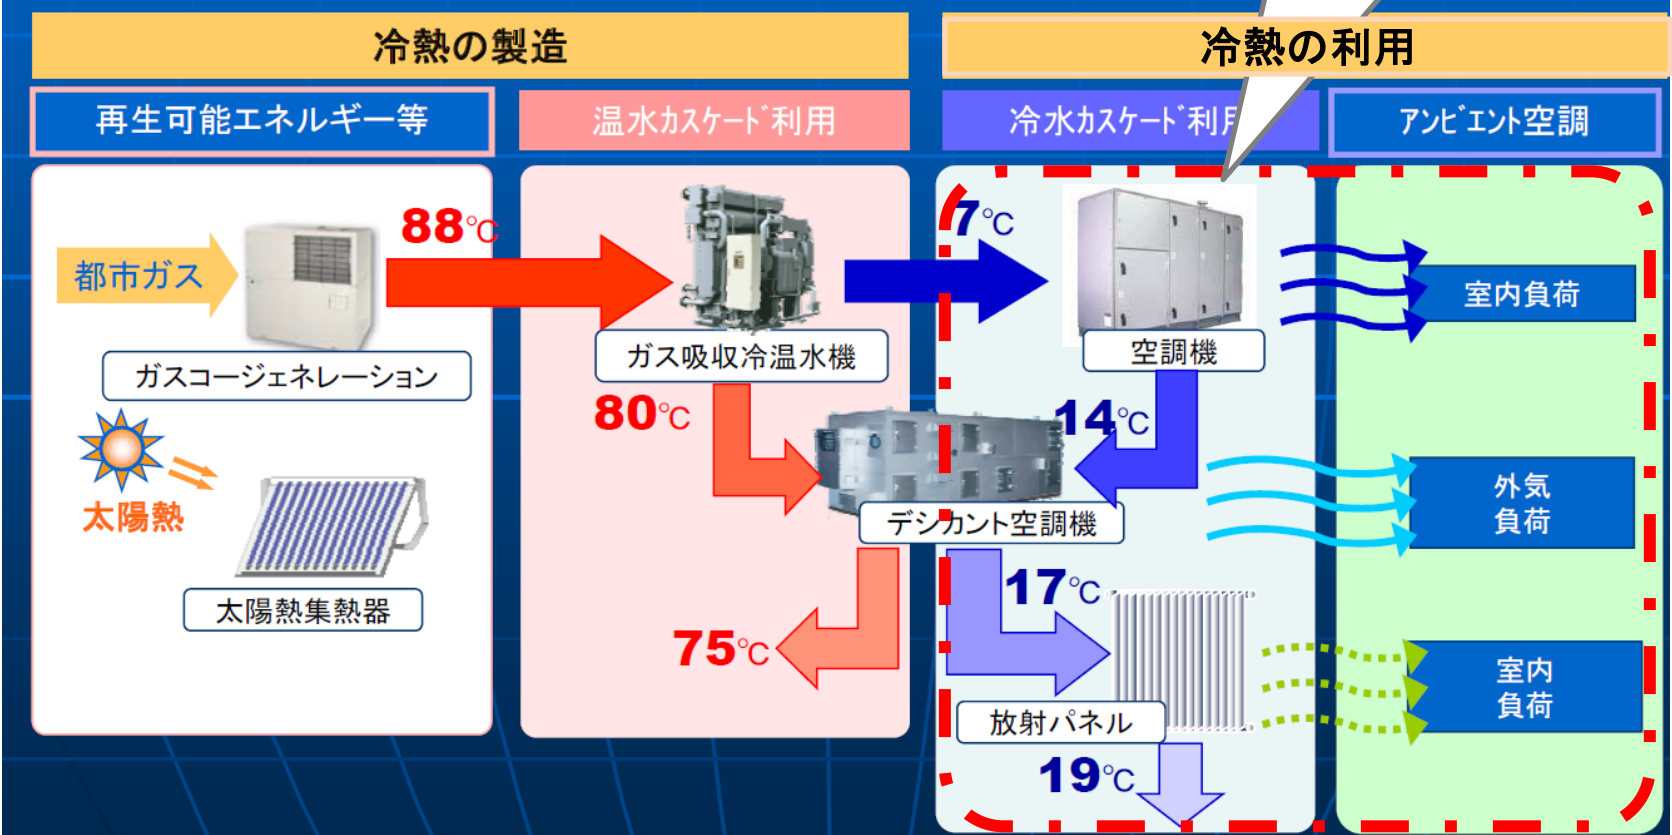 冷熱の製造
冷熱の利用
再生可能エネルギー等
温水ｶｽｹｰﾄﾞ利用
冷水ｶｽｹｰﾄﾞ利用
ｱﾝﾋﾞｴﾝﾄ空調
都市ガス
88℃
ガスコージェネレーション
太陽熱
太陽熱集熱器
ガス吸収冷温水機
80℃
75℃
デシカント空調機
7℃
空調機
14℃
17℃
放射パネル
19℃
室内負荷
外気
負荷
室内
負荷